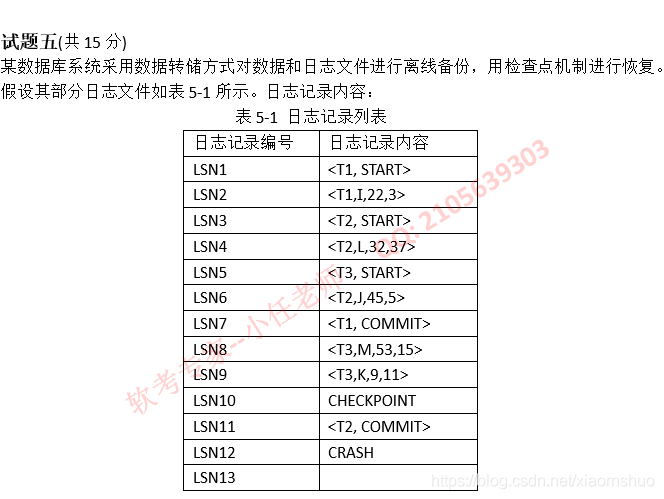 试题五(共 15 分)
某数据库系统采用数据转储方式对数据和日志文件进行离线备份，用检查点机制进行恢复。
假设其部分日志文件如表 5-1 所示。日志记录内容：
表 5-1 日志记录列表
日志记录编号 日志记录内容
LSN1 <T1, START>
LSN2 <T1,I,22,3>
LSN3 <T2, START>
LSN4 <T2,L,32,37>
LSN5 <T3, START>
LSN6 <T2,J,45,5>
LSN7 <T1, COMMIT>
LSN8 <T3,M,53,15>
LSN9 <T3,K,9,11>
LSN10 CHECKPOINT
LSN11 <T2, COMMIT>
LSN12 CRASH
LSN13
软考专家--小任老师 QQ: 2105639303
https://blog.csdn.net/xiaomshuo